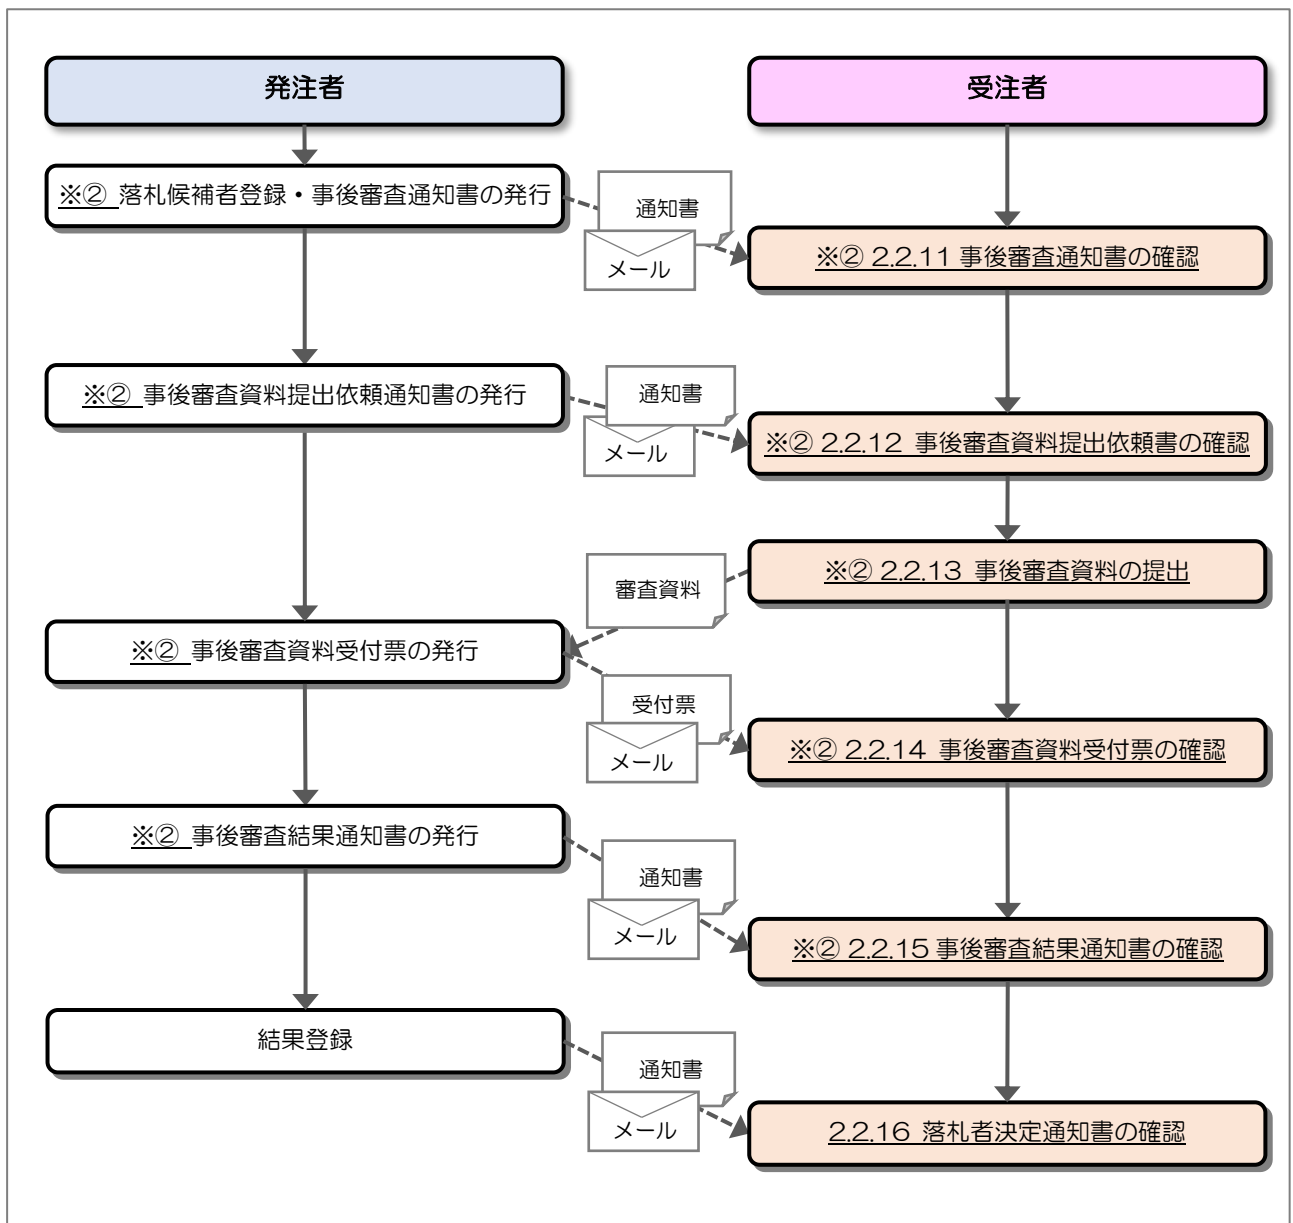 発注者
受注者
※② 落札候補者登録・事後審査通知書の発行
通知書
メール
※② 2.2.11 事後審査通知書の確認
※② 事後審査資料提出依頼通知書の発行
通知書
メール
※② 2.2.12 事後審査資料提出依頼書の確認
※② 2.2.13 事後審査資料の提出
審査資料
※② 事後審査資料受付票の発行
受付票
メール
※② 2.2.14 事後審査資料受付票の確認
※② 事後審査結果通知書の発行
通知書
メール
※② 2.2.15 事後審査結果通知書の確認
結果登録
通知書
メール
2.2.16 落札者決定通知書の確認